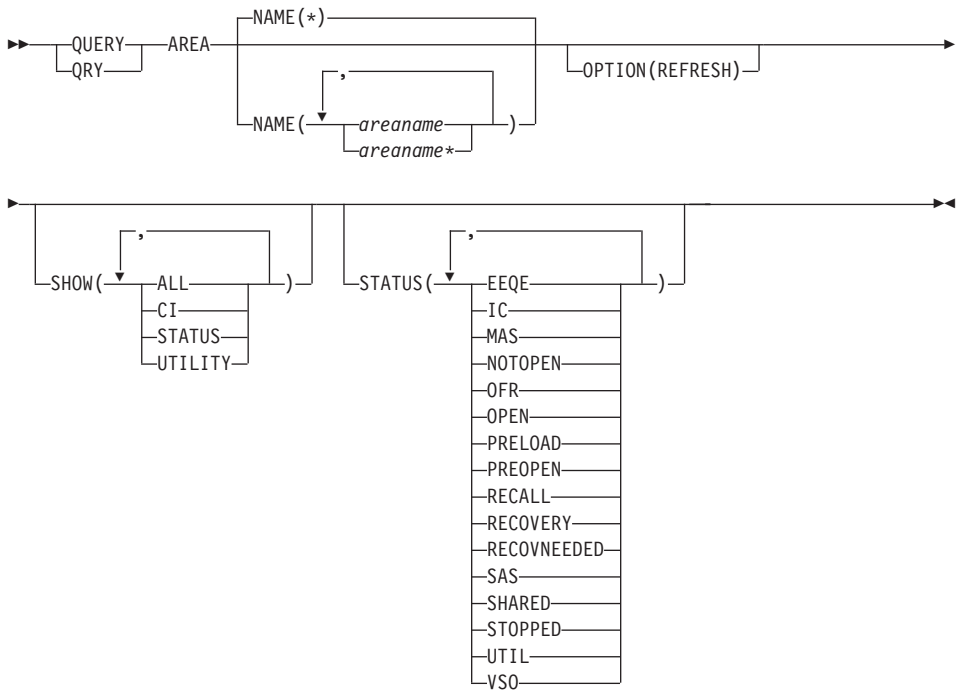 NAME(*)
QUERY AREA
QRY OPTION(REFRESH)
,
NAME( areaname )
areaname*
, ,
SHOW( ALL ) STATUS( EEQE )
CI IC
STATUS MAS
UTILITY NOTOPEN
OFR
OPEN
PRELOAD
PREOPEN
RECALL
RECOVERY
RECOVNEEDED
SAS
SHARED
STOPPED
UTIL
VSO